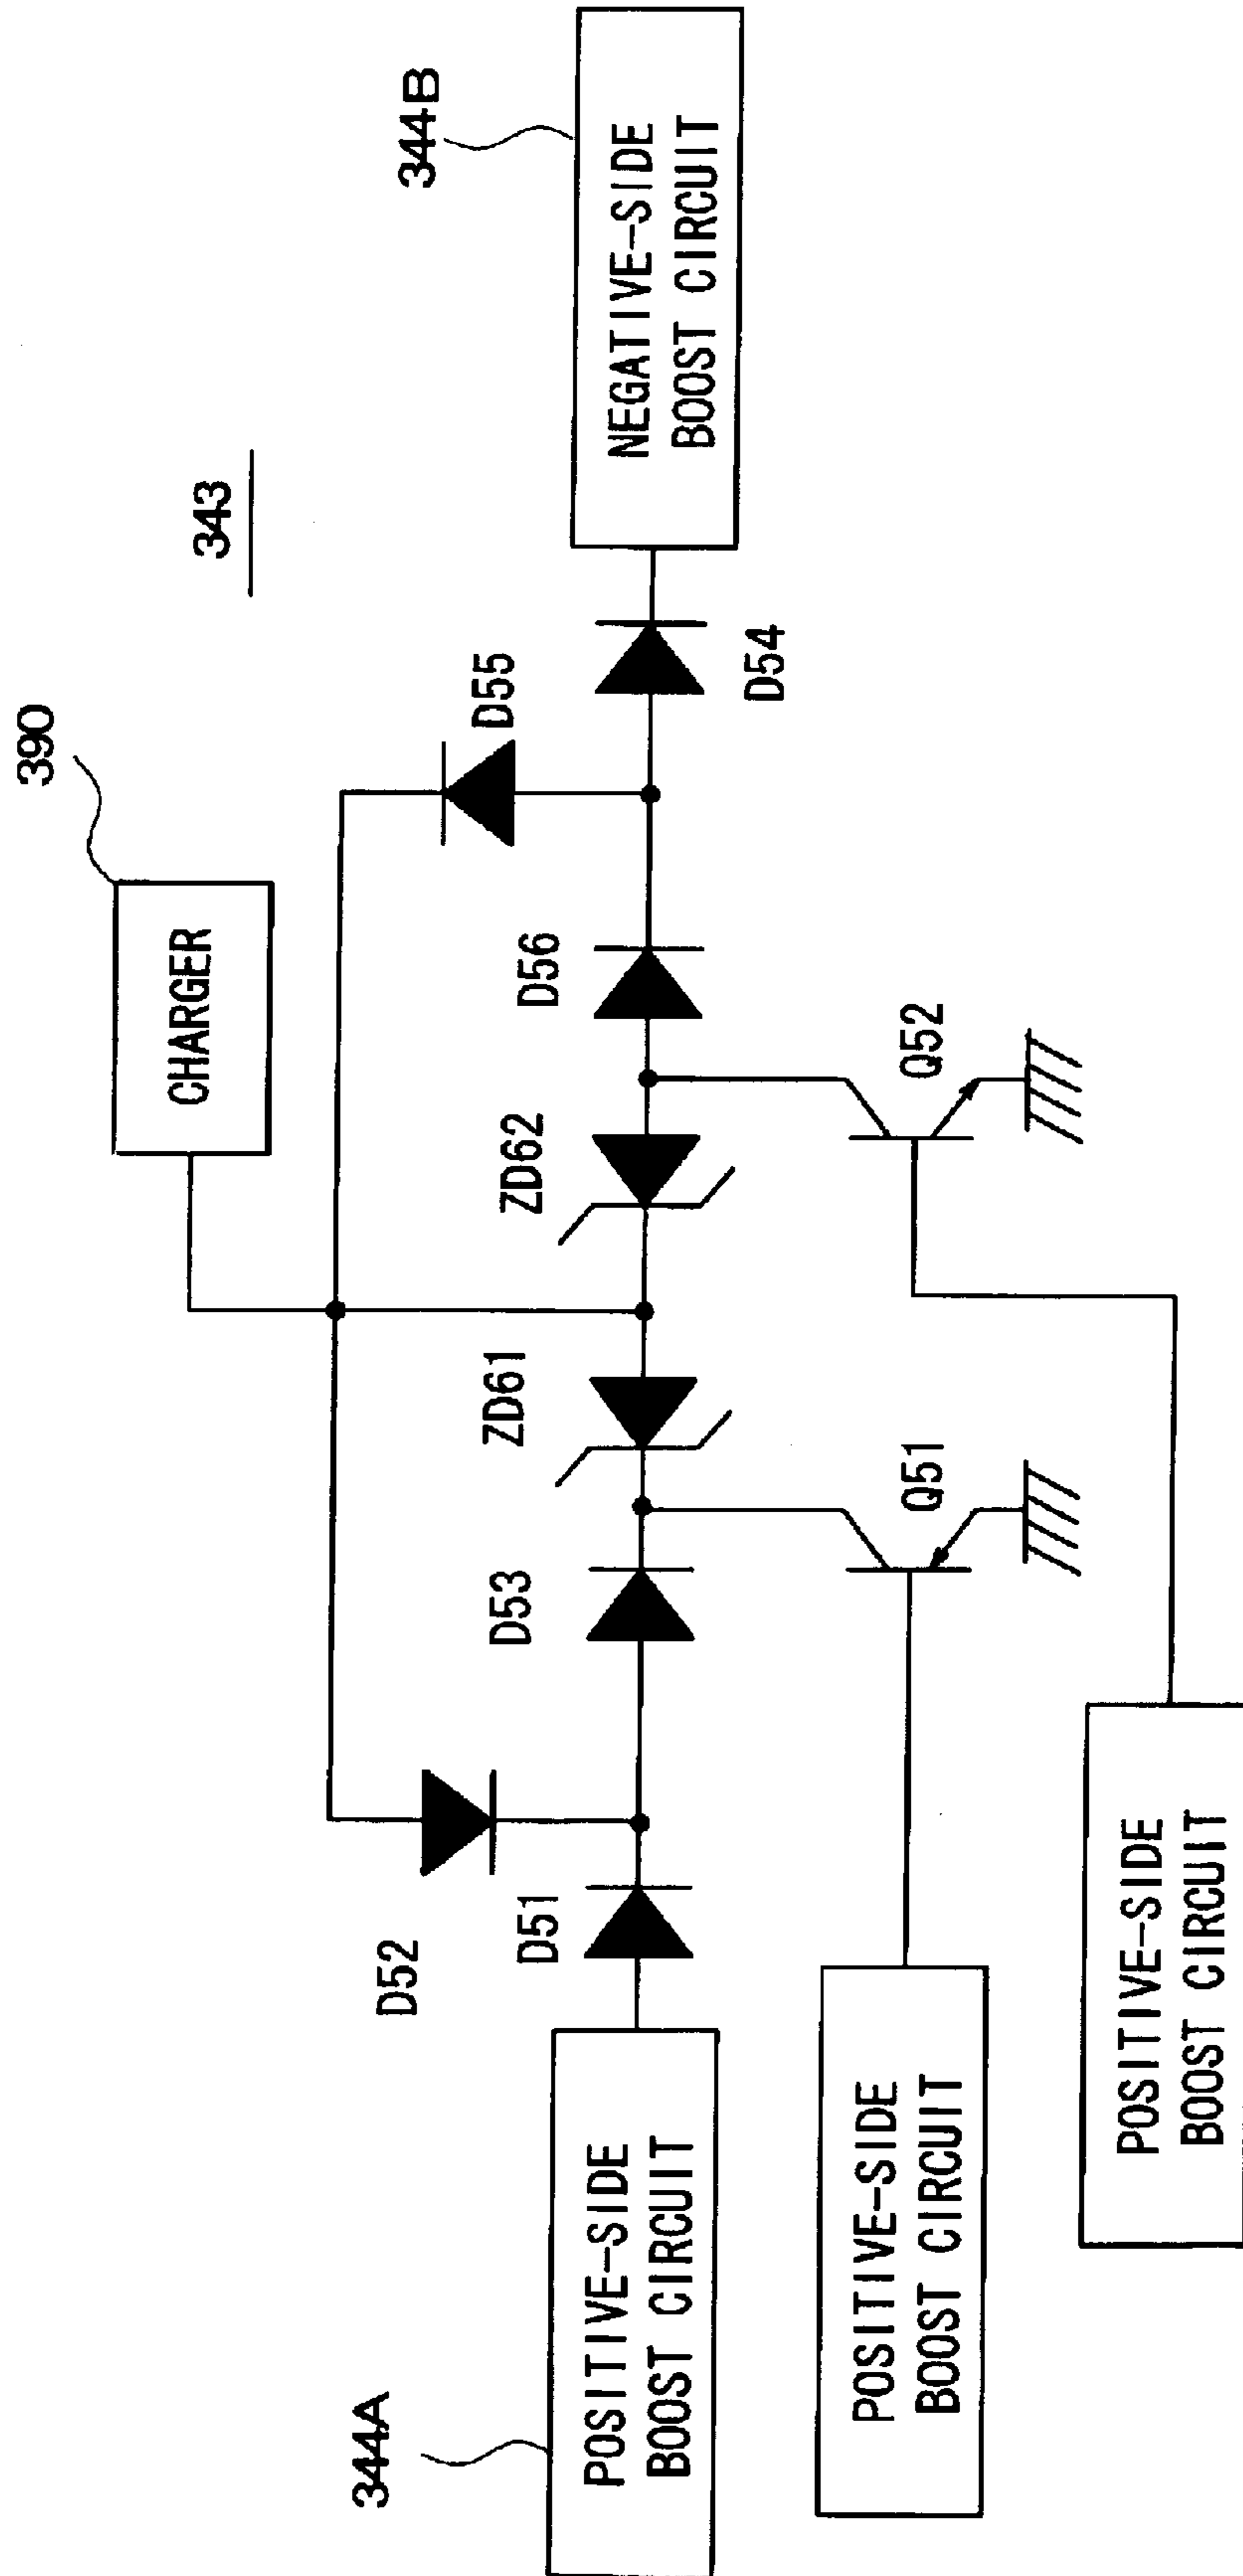 343
390
CHARGER
344A
POSITIVE-SIDE
BOOST CIRCUIT
D52
D51
D53
ZD61
ZD62
D56
D55
D54
344B
NEGATIVE-SIDE
BOOST CIRCUIT
Q51
Q52
POSITIVE-SIDE
BOOST CIRCUIT
POSITIVE-SIDE
BOOST CIRCUIT